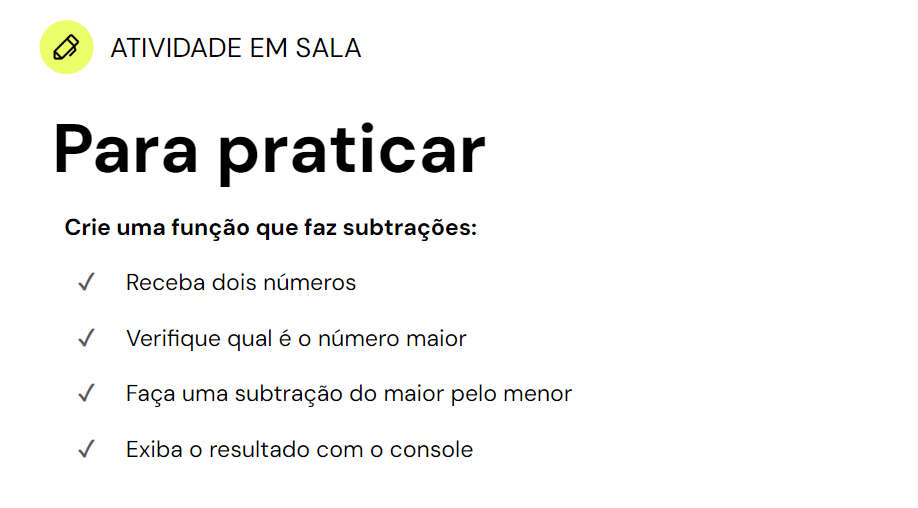 ATIVIDADE EM SALA
Para praticar
Crie uma função que faz subtrações:
✓ Receba dois números
✓ Verifique qual é o número maior
✓ Faça uma subtração do maior pelo menor
✓ Exiba o resultado com o console